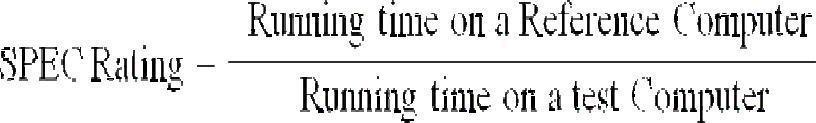 Running time on a Reference Computer
SPEC Rating =
Running time on a test Computer